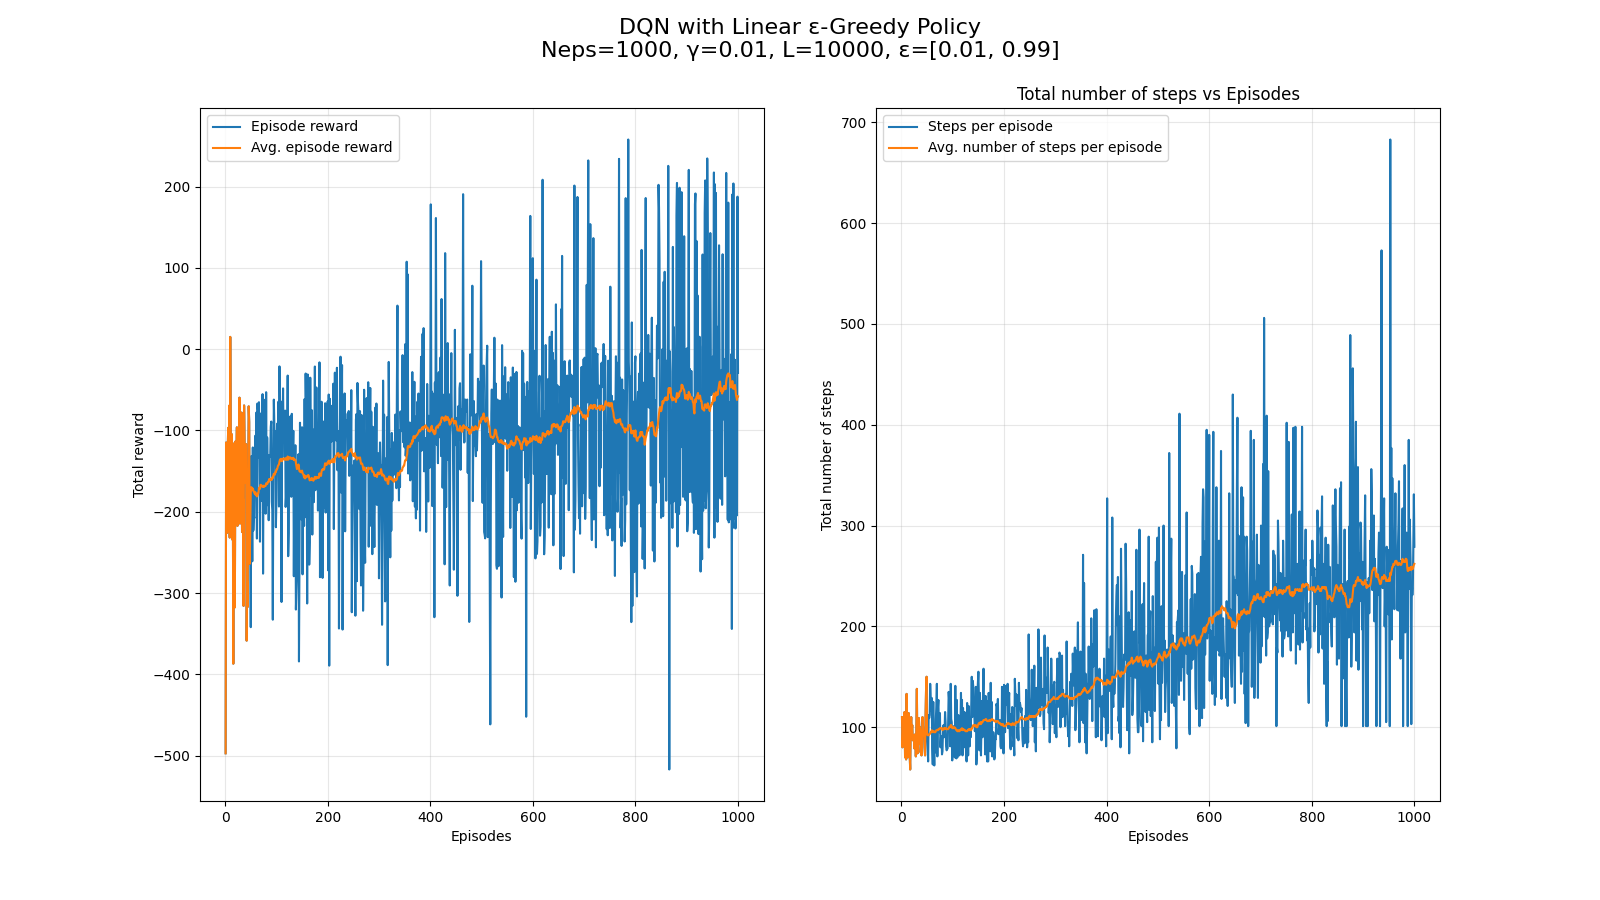 DQN with Linear ε-Greedy Policy
Neps=1000, γ=0.01, L=10000, ε=[0.01, 0.99]
Episode reward
Avg. episode reward
200
100
0
−100
−200
−300
−400
−500
Total reward
0 200 400 600 800 1000
Episodes
Total number of steps vs Episodes
Steps per episode
Avg. number of steps per episode
700
600
500
400
300
200
100
Total number of steps
0 200 400 600 800 1000
Episodes